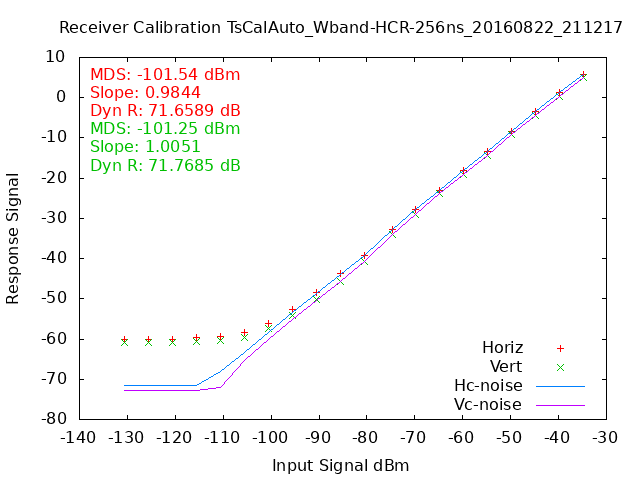 Receiver Calibration TsCalAuto_Wband-HCR-256ns_20160822_211217
10
0
-10
-20
-30
-40
-50
-60
-70
-80
Response Signal
MDS: -101.54 dBm
Slope: 0.9844
Dyn R: 71.6589 dB
MDS: -101.25 dBm
Slope: 1.0051
Dyn R: 71.7685 dB
Horiz
Vert
Hc-noise
Vc-noise
-140 -130 -120 -110 -100 -90 -80 -70 -60 -50 -40 -30
Input Signal dBm